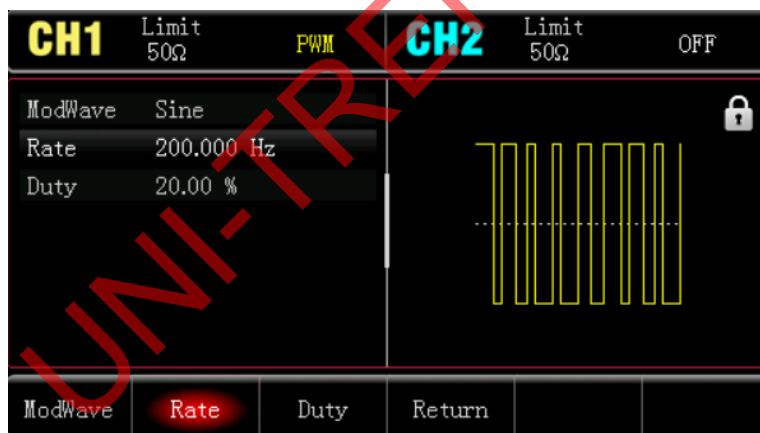 CH1 Limit 50Ω PWM CH2 Limit 50Ω OFF
ModWave Sine
Rate 200.000 Hz
Duty 20.00 %
UNI-TREN
ModWave Rate Duty Return